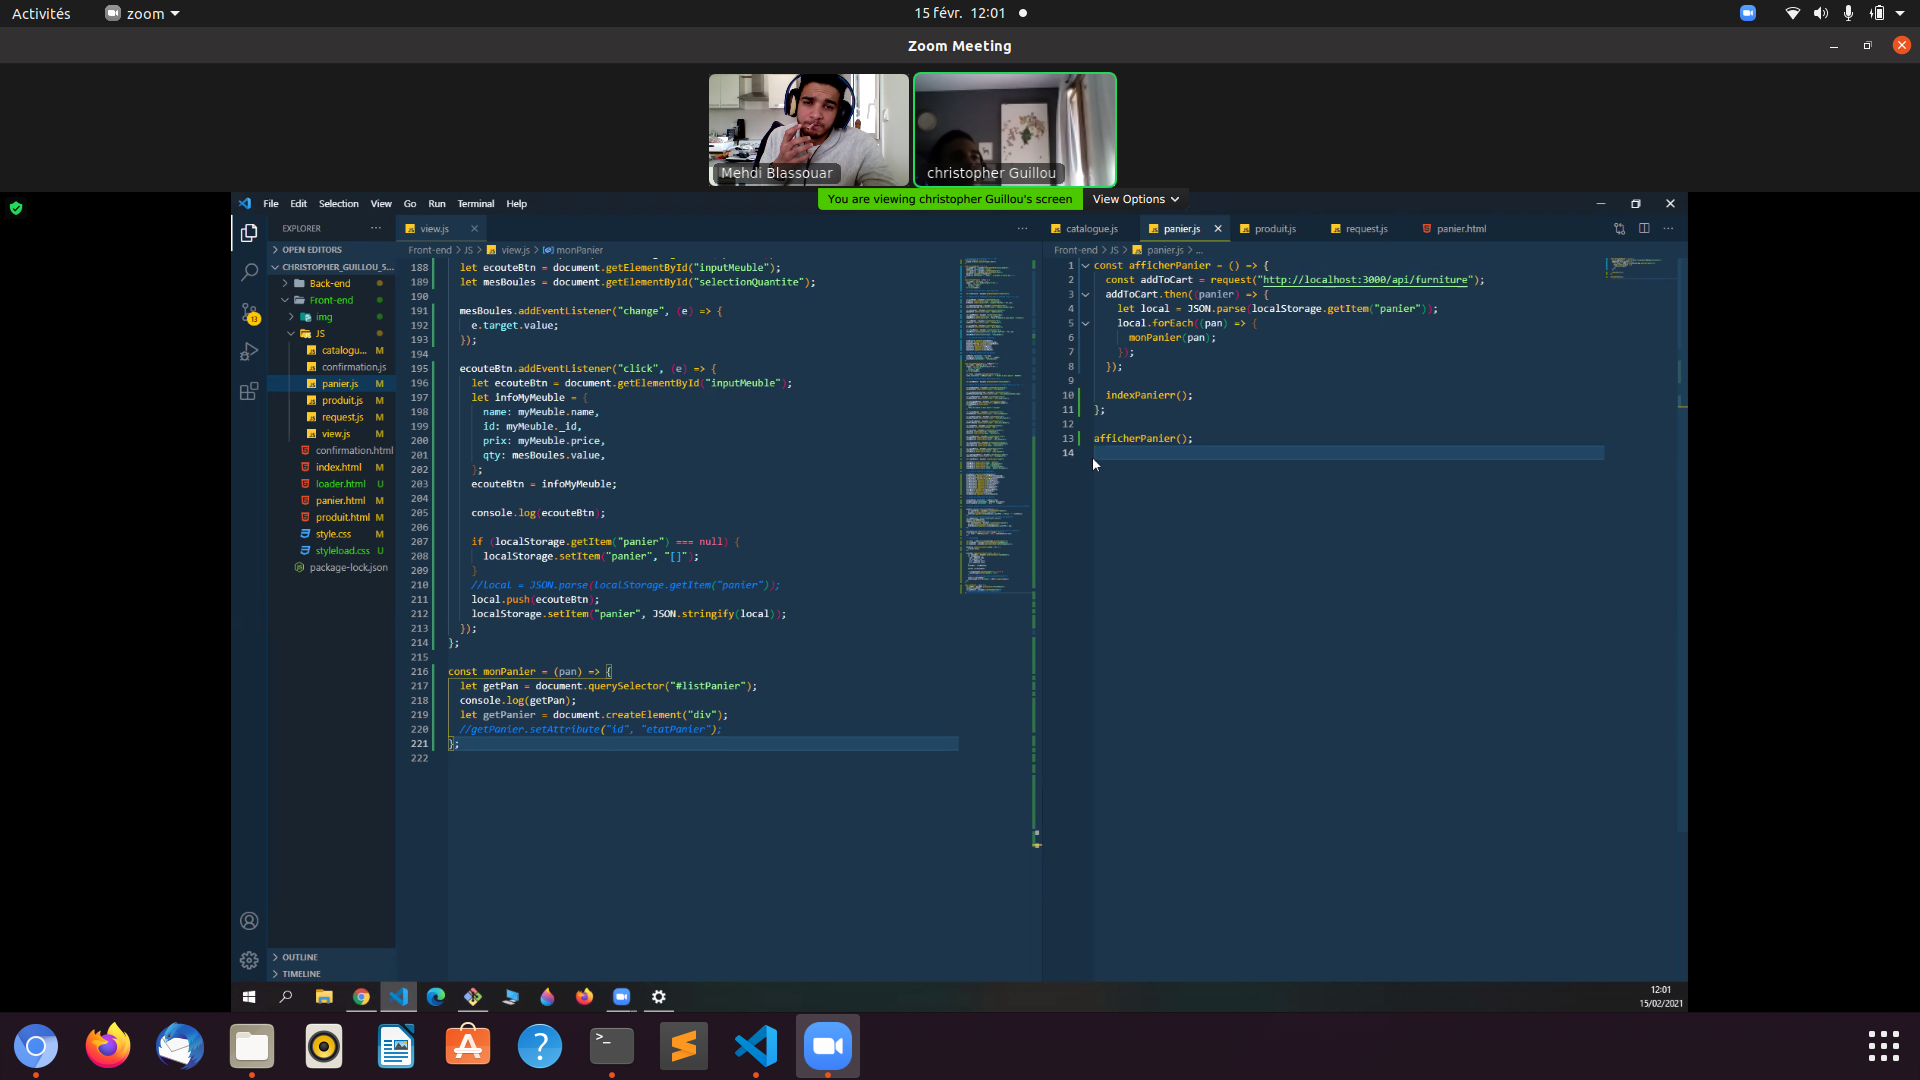 Activités
zoom
15 févr. 12:01
Zoom Meeting
Mehdi Blassouar
christopher Guillou
You are viewing christopher Guillou's screen
View Options
File Edit Selection View Go Run Terminal Help
EXPLORER
OPEN EDITORS
CHRISTOPHER_GUILLOU_5...
Back-end
Front-end
img
JS
catalogu... M
confirmation.js
panier.js M
produit.js M
request.js M
view.js M
confirmation.html
index.html M
loader.html U
panier.html M
produit.html M
style.css M
styleload.css U
package-lock.json
OUTLINE
TIMELINE
13
view.js
Front-end > JS > view.js > monPanier
188 let ecouteBtn = document.getElementById("inputMeuble");
189 let mesBoules = document.getElementById("selectionQuantite");
190
191 mesBoules.addEventListener("change", (e) => {
192 e.target.value;
193 });
194
195 ecouteBtn.addEventListener("click", (e) => {
196 let ecouteBtn = document.getElementById("inputMeuble");
197 let infoMyMeuble = {
198 name: myMeuble.name,
199 id: myMeuble._id,
200 prix: myMeuble.price,
201 qty: mesBoules.value,
202 };
203 ecouteBtn = infoMyMeuble;
204
205 console.log(ecouteBtn);
206
207 if (localStorage.getItem("panier") === null) {
208 localStorage.setItem("panier", "[]");
209 }
210 //local = JSON.parse(localStorage.getItem("panier"));
211 local.push(ecouteBtn);
212 localStorage.setItem("panier", JSON.stringify(local));
213 });
214 };
215
216 const monPanier = (pan) => {
217 let getPan = document.querySelector("#listPanier");
218 console.log(getPan);
219 let getPanier = document.createElement("div");
220 //getPanier.setAttribute("id", "etatPanier");
221 };
222
catalogue.js panier.js produit.js request.js panier.html
Front-end > JS > panier.js > ...
1 const afficherPanier = () => {
2 const addToCart = request("http://localhost:3000/api/furniture");
3 addToCart.then((panier) => {
4 let local = JSON.parse(localStorage.getItem("panier"));
5 local.forEach((pan) => {
6 monPanier(pan);
7 });
8 });
9
10 indexPanierr();
11 };
12
13 afficherPanier();
14
12:01
15/02/2021